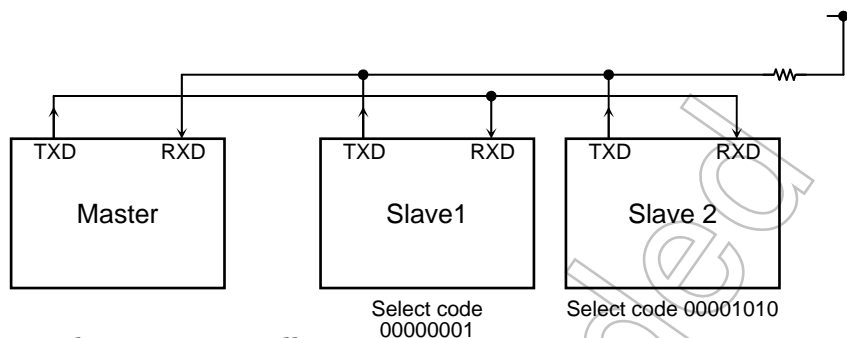 TXD RXD TXD RXD TXD RXD
Master Slave1 Slave 2
Select code Select code 00001010
00000001